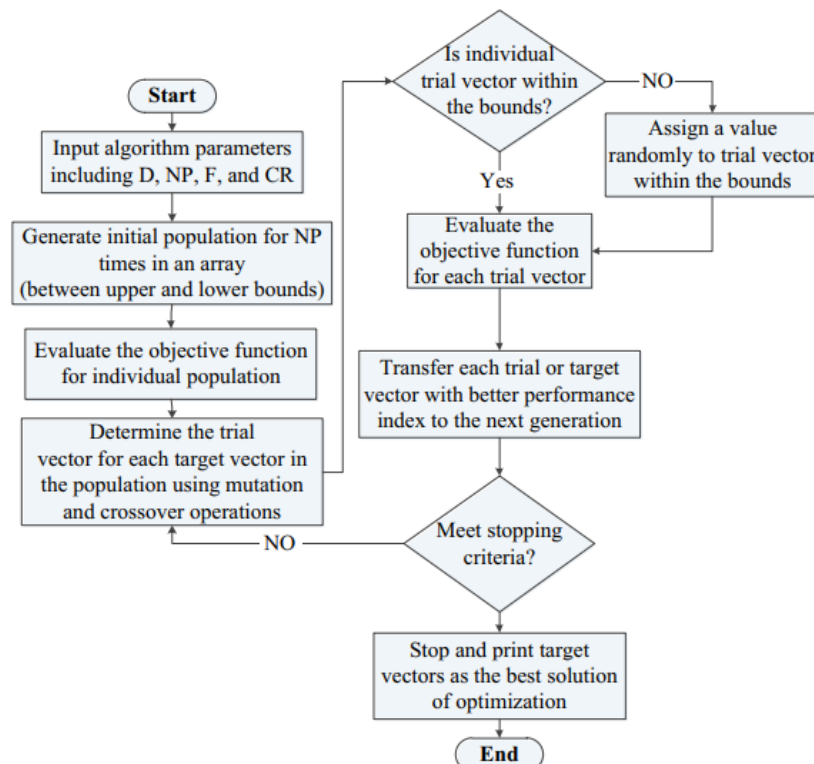 Start
Input algorithm parameters
including D, NP, F, and CR
Generate initial population for NP
times in an array
(between upper and lower bounds)
Evaluate the objective function
for individual population
Determine the trial
vector for each target vector in
the population using mutation
and crossover operations
Is individual
trial vector within
the bounds?
NO
Assign a value
randomly to trial vector
within the bounds
Yes
Evaluate the
objective function
for each trial vector
Transfer each trial or target
vector with better performance
index to the next generation
Meet stopping
criteria?
NO
Stop and print target
vectors as the best solution
of optimization
End